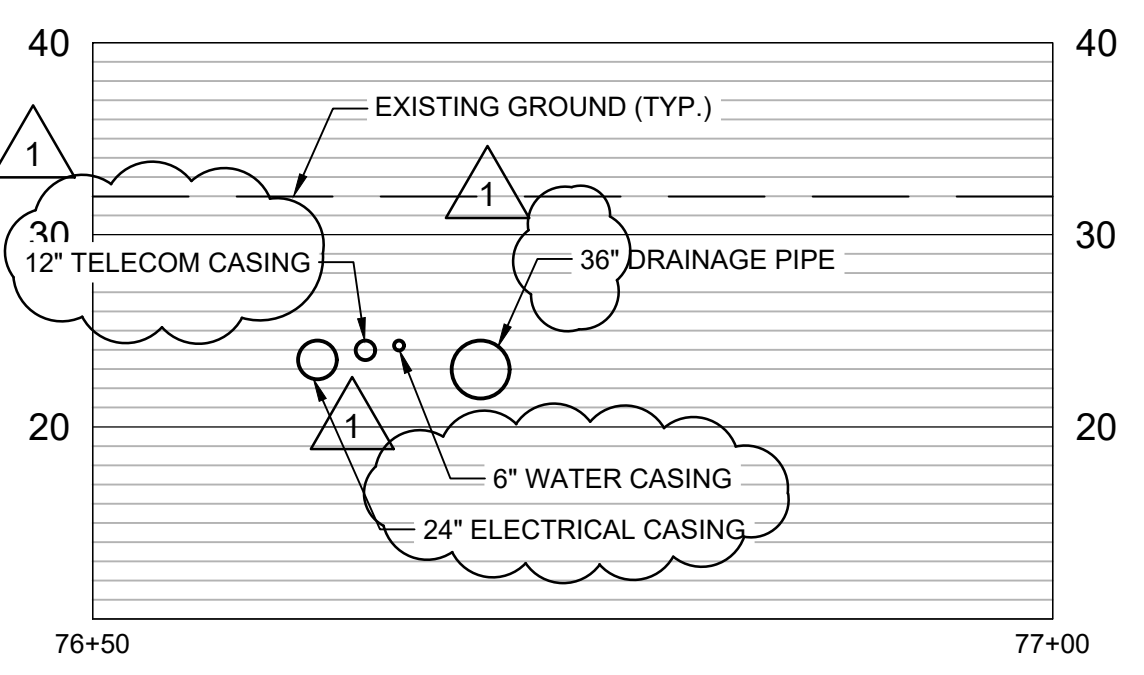 40
40
EXISTING GROUND (TYP.)
1
1
30
30
12" TELECOM CASING
36" DRAINAGE PIPE
20
1
20
6" WATER CASING
24" ELECTRICAL CASING
76+50
77+00